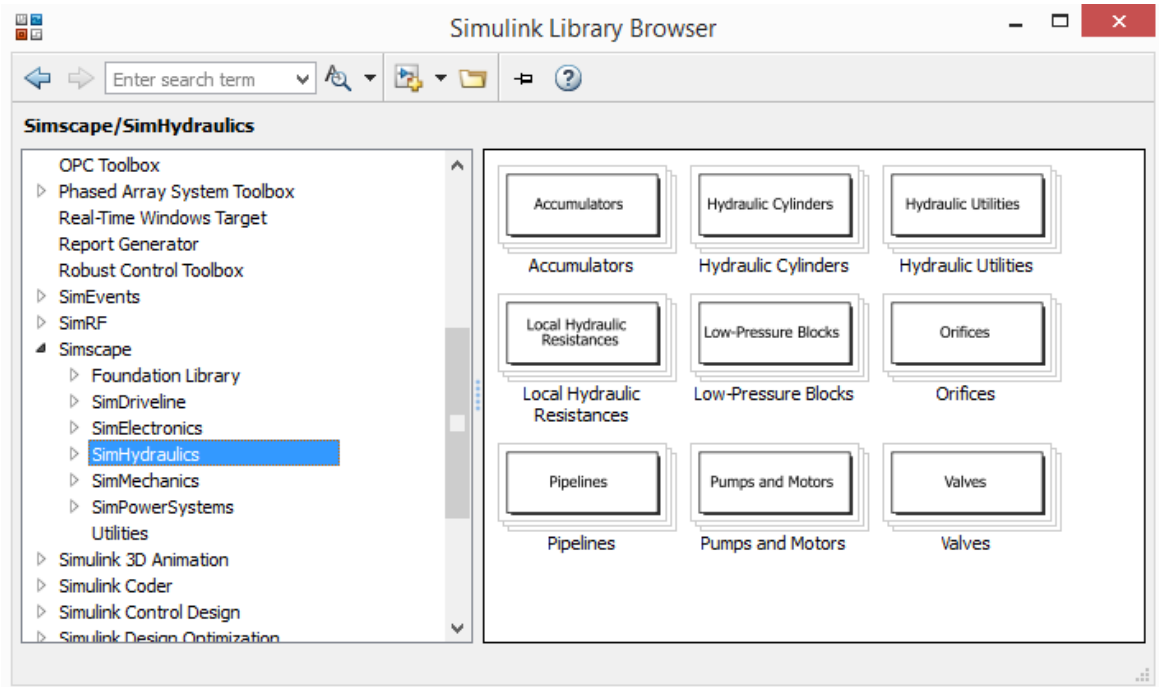 Simulink Library Browser
Enter search term
Simscape/SimHydraulics
OPC Toolbox
Phased Array System Toolbox
Real-Time Windows Target
Report Generator
Robust Control Toolbox
SimEvents
SimRF
Simscape
Foundation Library
SimDriveline
SimElectronics
SimHydraulics
SimMechanics
SimPowerSystems
Utilities
Simulink 3D Animation
Simulink Coder
Simulink Control Design
Simulink Design Optimization
Accumulators
Hydraulic Cylinders
Hydraulic Utilities
Accumulators
Hydraulic Cylinders
Hydraulic Utilities
Local Hydraulic
Resistances
Low-Pressure Blocks
Orifices
Local Hydraulic
Resistances
Low-Pressure Blocks
Orifices
Pipelines
Pumps and Motors
Valves
Pipelines
Pumps and Motors
Valves